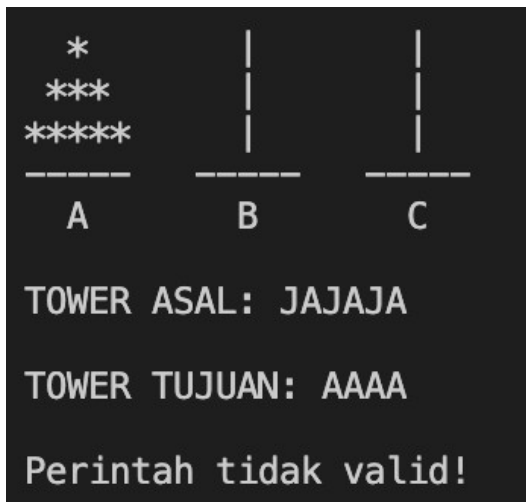 *        |       |
***       |       |
*****      |       |
-----   -----   -----
A       B       C
TOWER ASAL: JAJAJA
TOWER TUJUAN: AAAA
Perintah tidak valid!